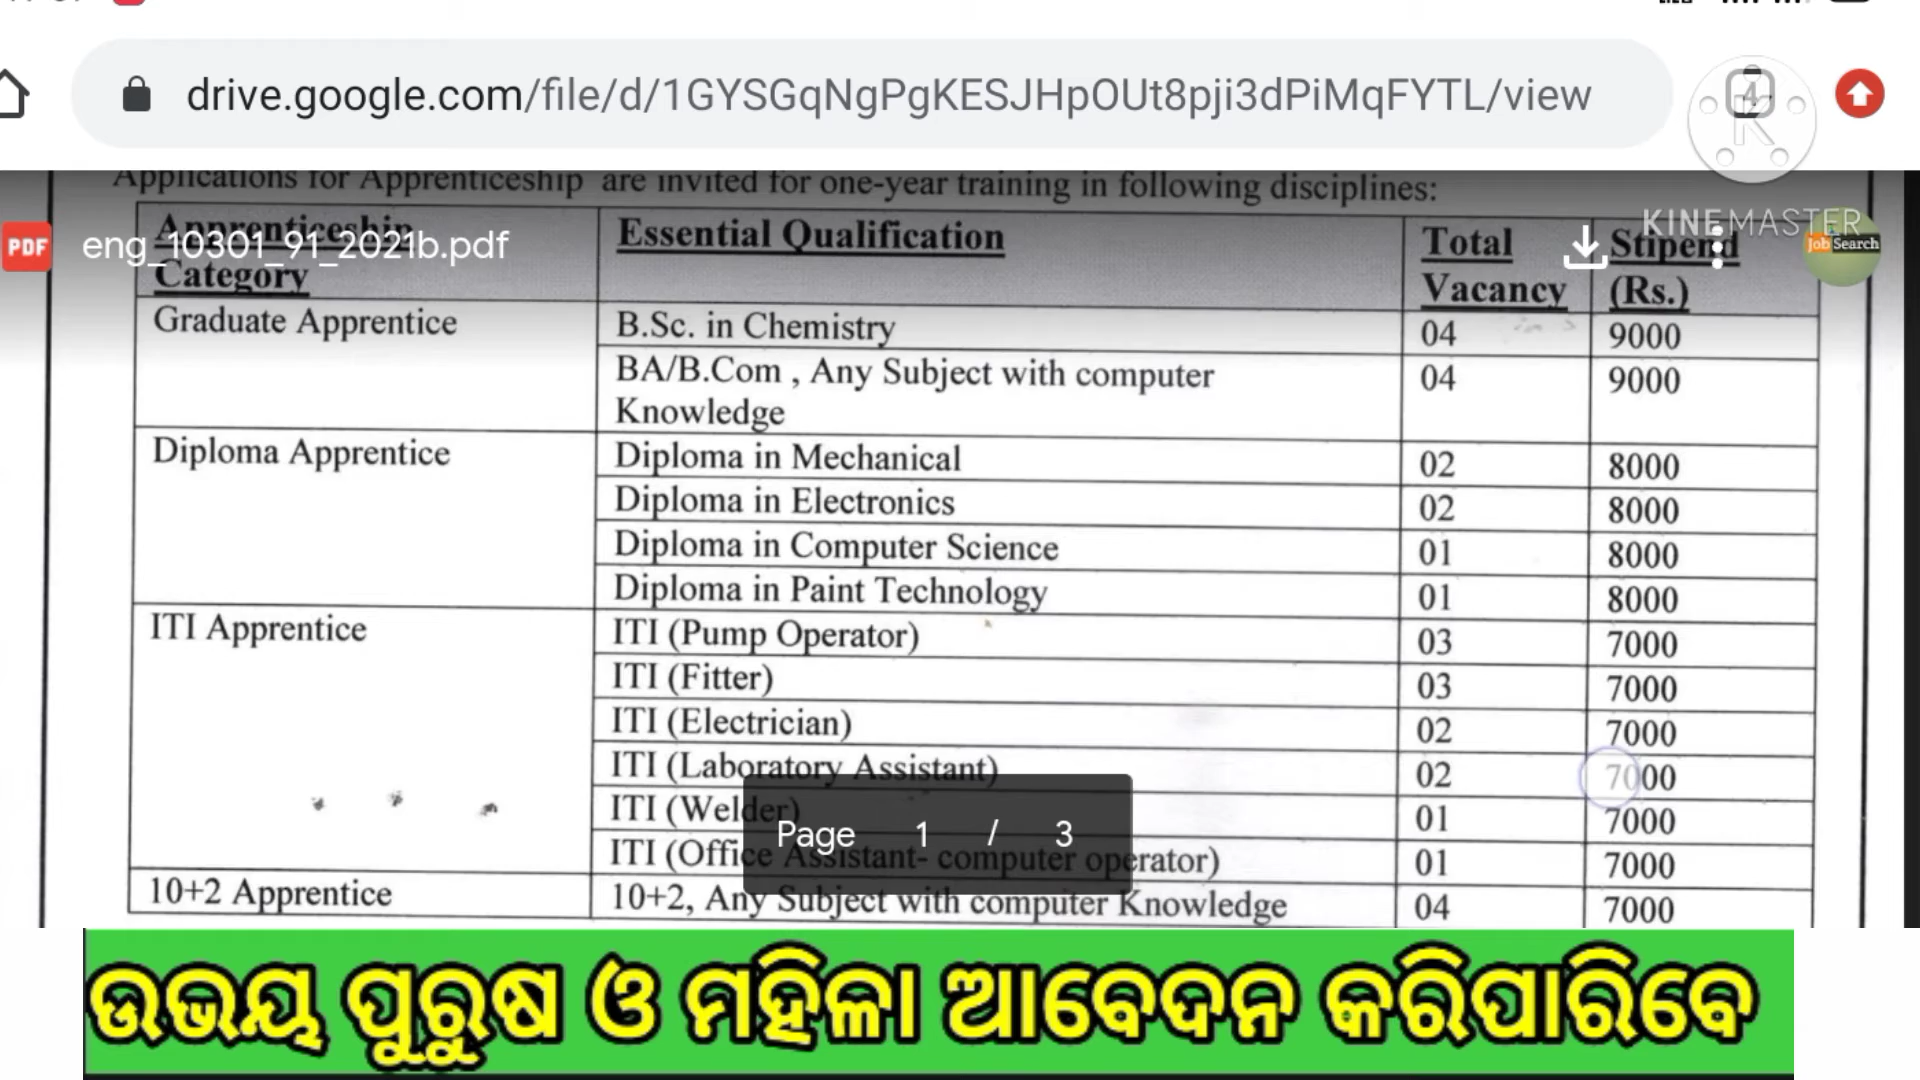 drive.google.com/file/d/1GYSGqNgPgKESJHpOUt8pji3dPiMqFYTL/view
4
K
Applications for Apprenticeship are invited for one-year training in following disciplines:
KINEMASTER
PDF eng_10301_91_2021b.pdf
Job Search
Apprenticeship Category Essential Qualification Total Vacancy Stipend (Rs.)
Graduate Apprentice B.Sc. in Chemistry 04 9000
BA/B.Com , Any Subject with computer Knowledge 04 9000
Diploma Apprentice Diploma in Mechanical 02 8000
Diploma in Electronics 02 8000
Diploma in Computer Science 01 8000
Diploma in Paint Technology 01 8000
ITI Apprentice ITI (Pump Operator) 03 7000
ITI (Fitter) 03 7000
ITI (Electrician) 02 7000
ITI (Laboratory Assistant) 02 7000
ITI (Welder) 01 7000
Page 1 / 3
ITI (Office Assistant- computer operator) 01 7000
10+2 Apprentice 10+2, Any Subject with computer Knowledge 04 7000
ଉଭୟ ପୁରୁଷ ଓ ମହିଳା ଆବେଦନ କରିପାରିବେ